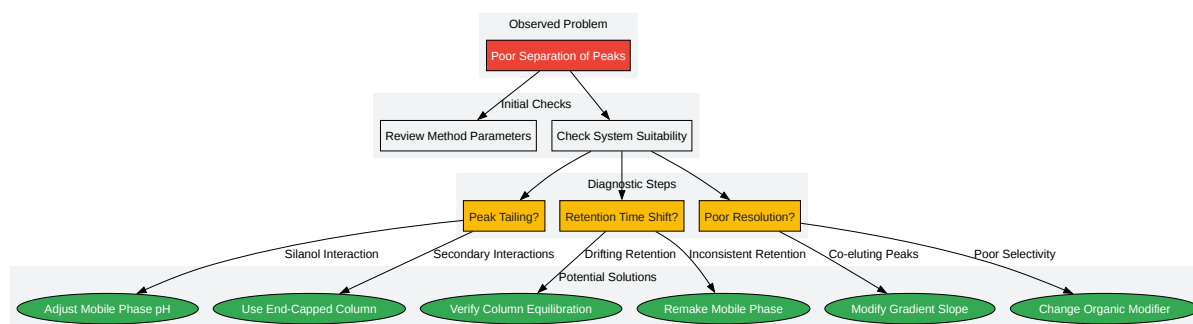 Observed Problem
Poor Separation of Peaks
Initial Checks
Review Method Parameters
Check System Suitability
Diagnostic Steps
Peak Tailing?
Retention Time Shift?
Poor Resolution?
Silanol Interaction
Secondary Interactions
Drifting Retention
Inconsistent Retention
Co-eluting Peaks
Poor Selectivity
Potential Solutions
Adjust Mobile Phase pH
Use End-Capped Column
Verify Column Equilibration
Remake Mobile Phase
Modify Gradient Slope
Change Organic Modifier